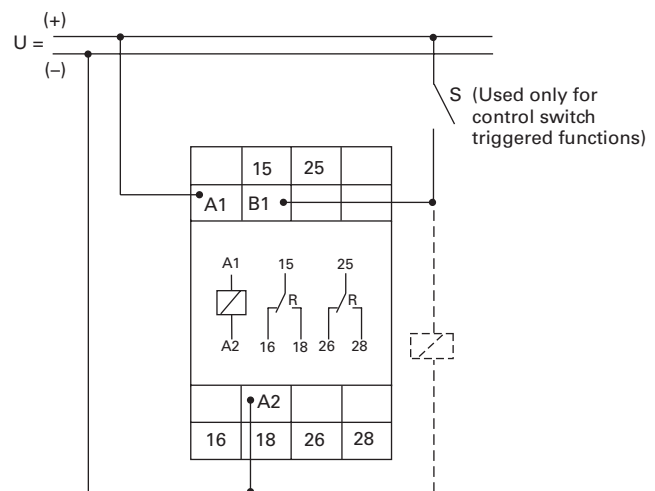 (+)
U =
(−)
S (Used only for
control switch
triggered functions)
15 25
A1 B1
A1 15 25
R R
A2 16 18 26 28
A2
16 18 26 28